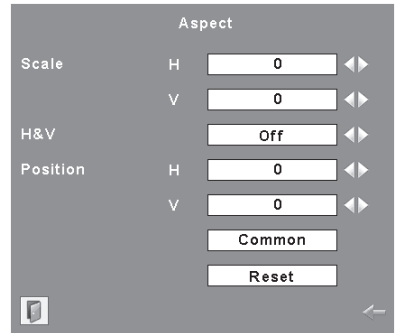 Aspect
Scale H 0
V 0
H&V Off
Position H 0
V 0
Common
Reset